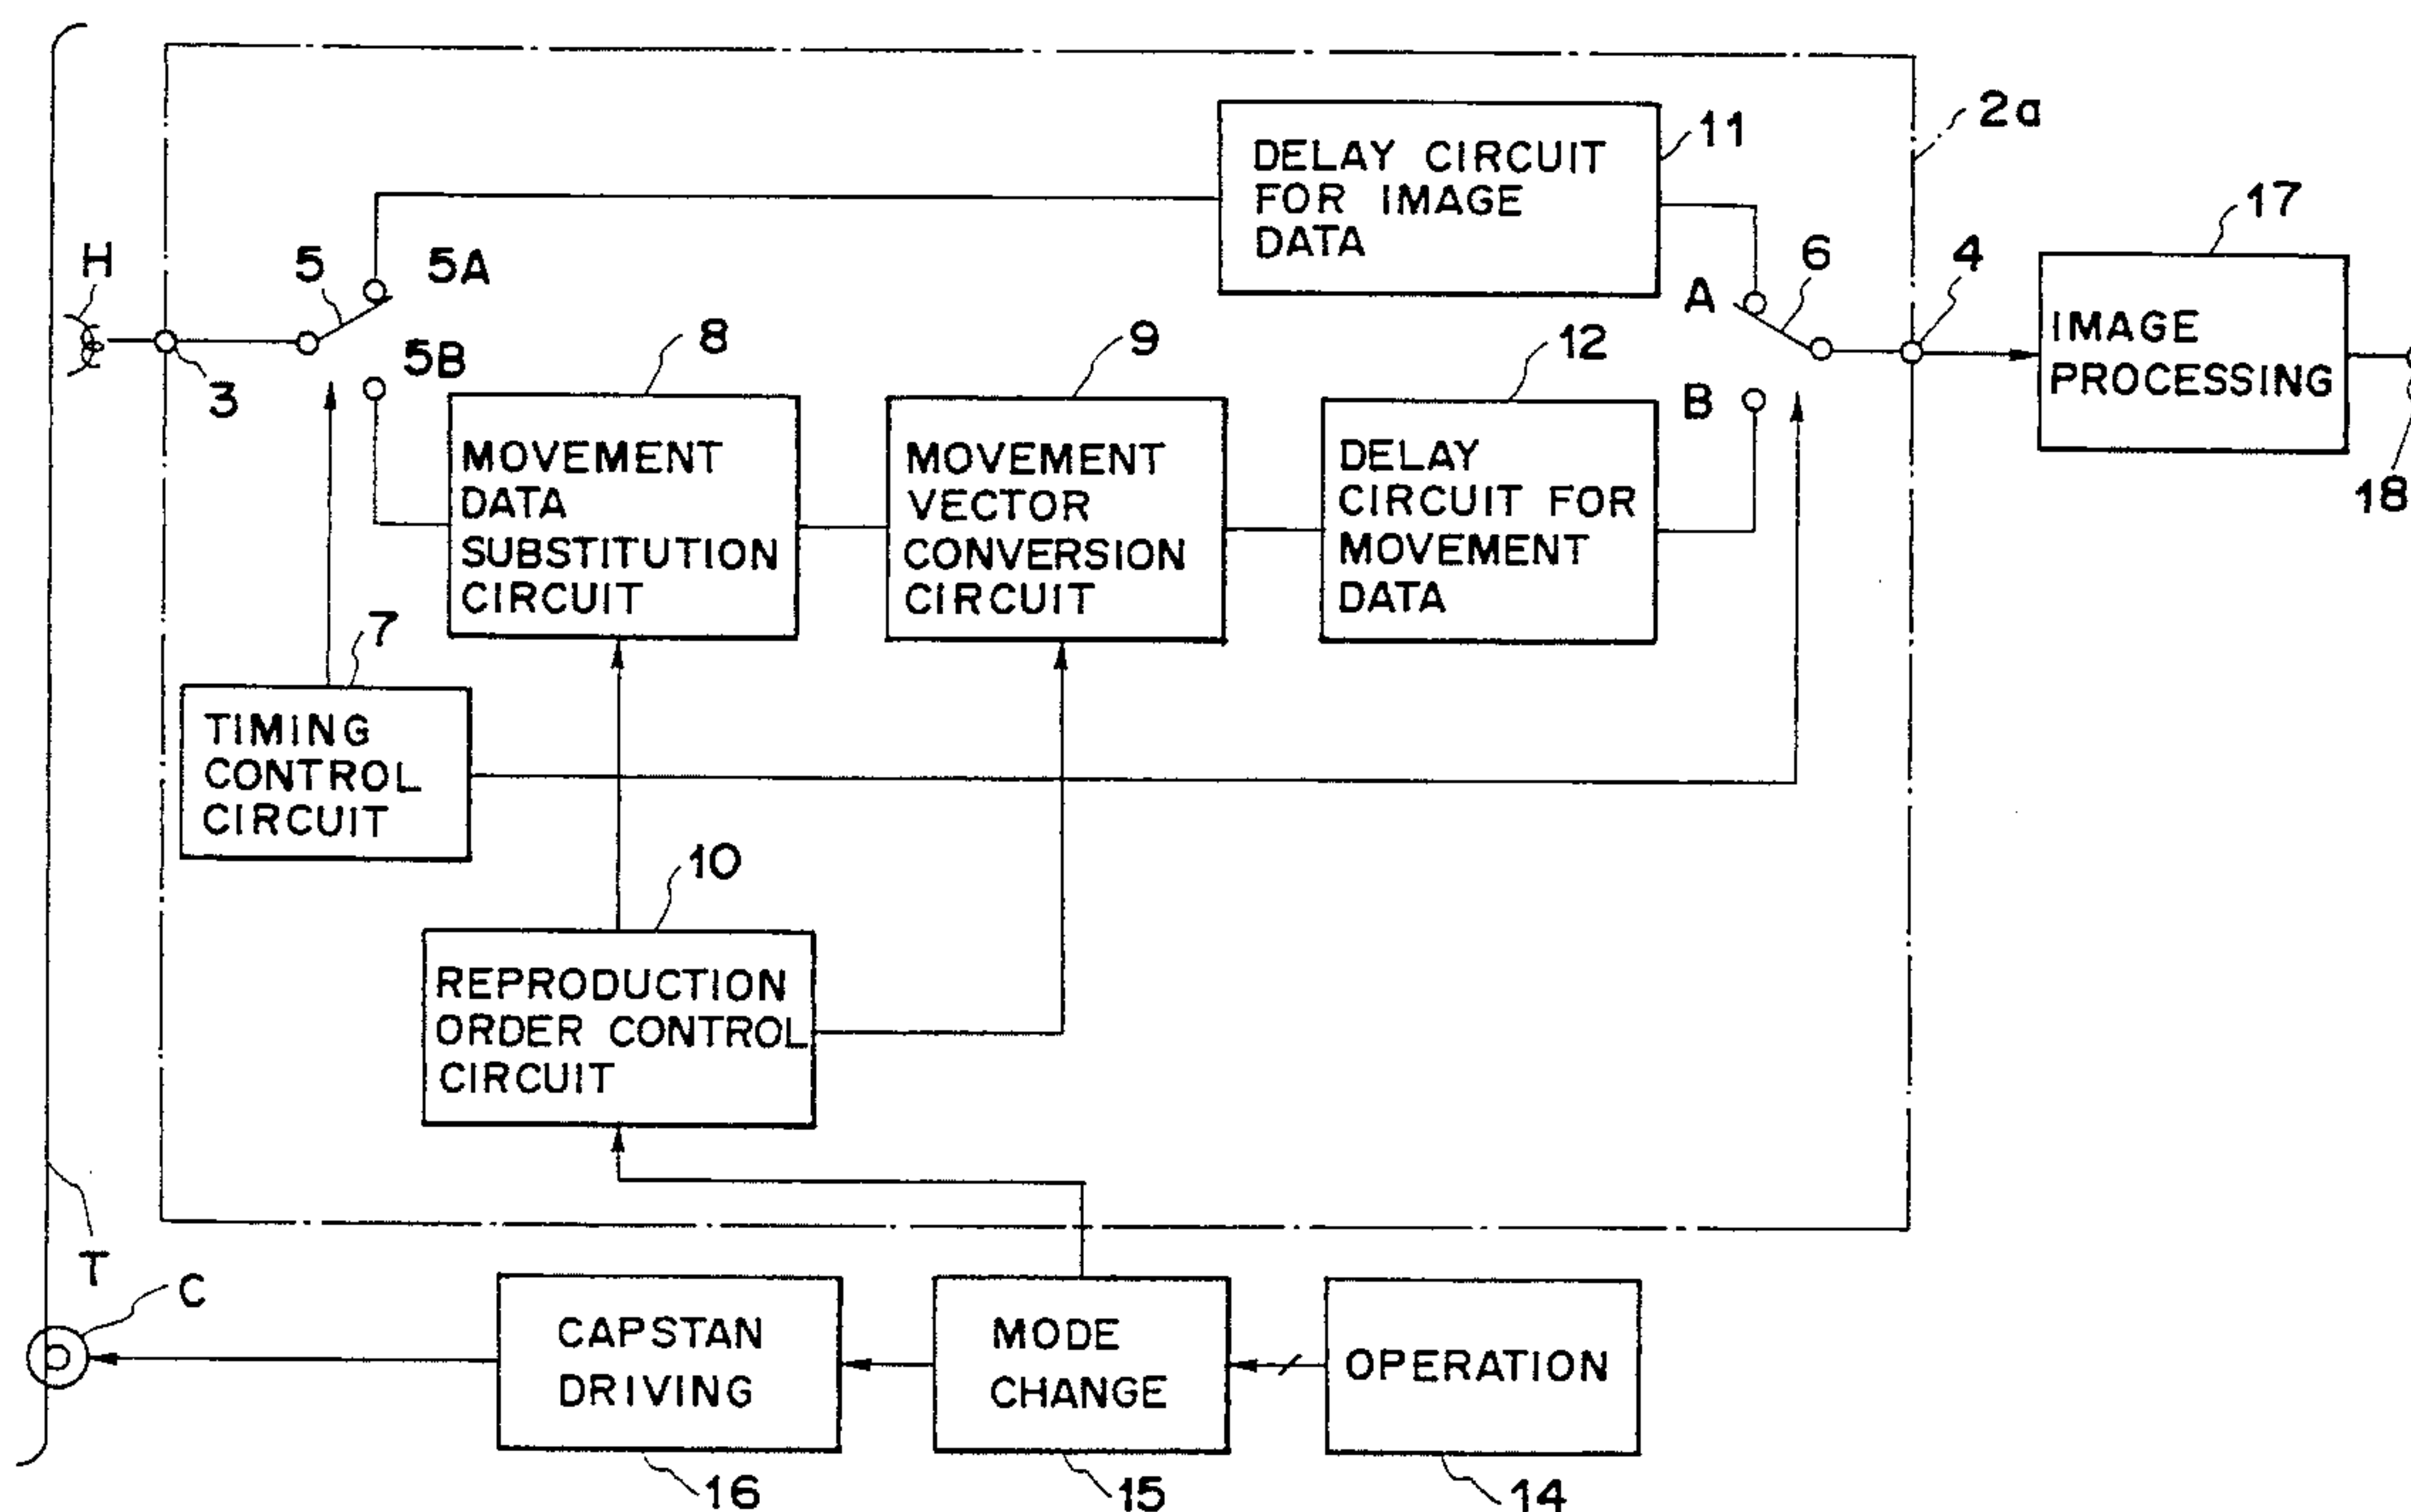 2a
11
DELAY CIRCUIT
FOR IMAGE
DATA
17
H
5
5A
6
4
A
3
5B
8
9
12
B
IMAGE
PROCESSING
18
MOVEMENT
DATA
SUBSTITUTION
CIRCUIT
MOVEMENT
VECTOR
CONVERSION
CIRCUIT
DELAY
CIRCUIT FOR
MOVEMENT
DATA
7
TIMING
CONTROL
CIRCUIT
10
REPRODUCTION
ORDER CONTROL
CIRCUIT
T
C
CAPSTAN
DRIVING
MODE
CHANGE
OPERATION
16
15
14